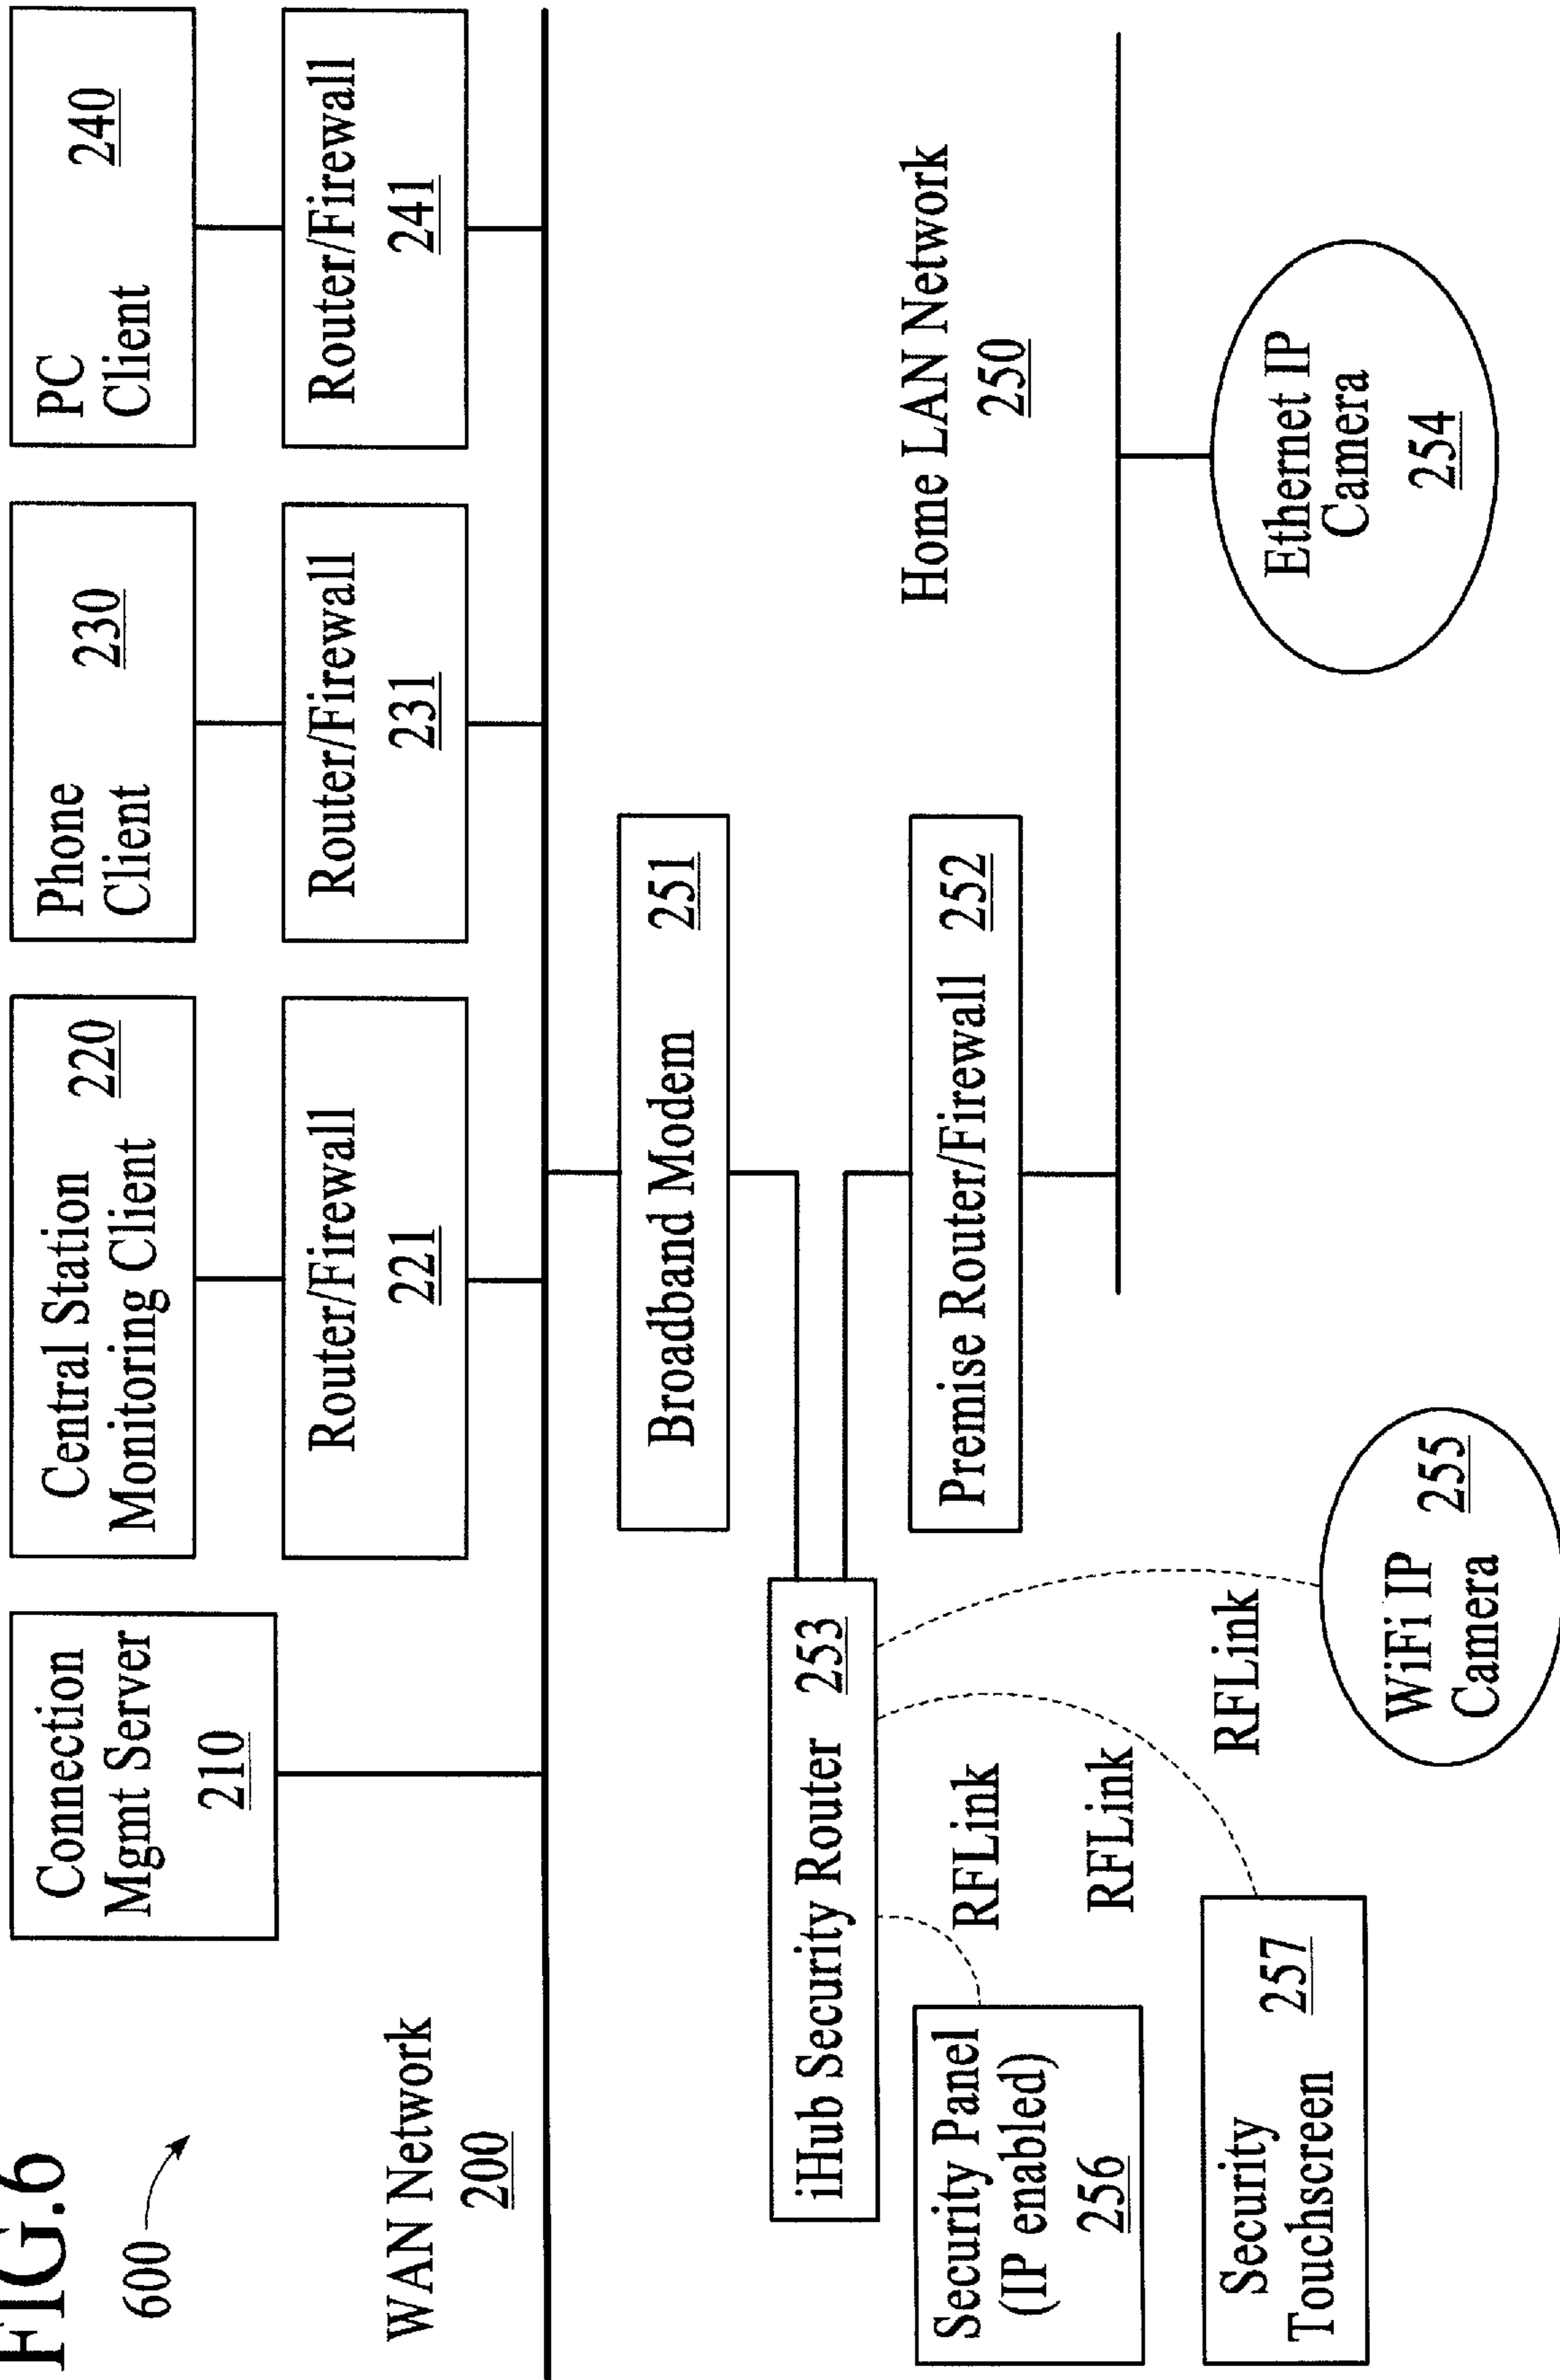 FIG.6
600
WAN Network
200
Connection
Mgmt Server
210
Central Station
Monitoring Client
220
Router/Firewall
221
Phone
Client
230
Router/Firewall
231
PC
Client
240
Router/Firewall
241
Broadband Modem 251
iHub Security Router 253
Premise Router/Firewall 252
Home LAN Network
250
Security Panel
(IP enabled)
256
RFLink
RFLink
RFLink
Security
Touchscreen
257
WiFi IP
Camera
255
Ethernet IP
Camera
254